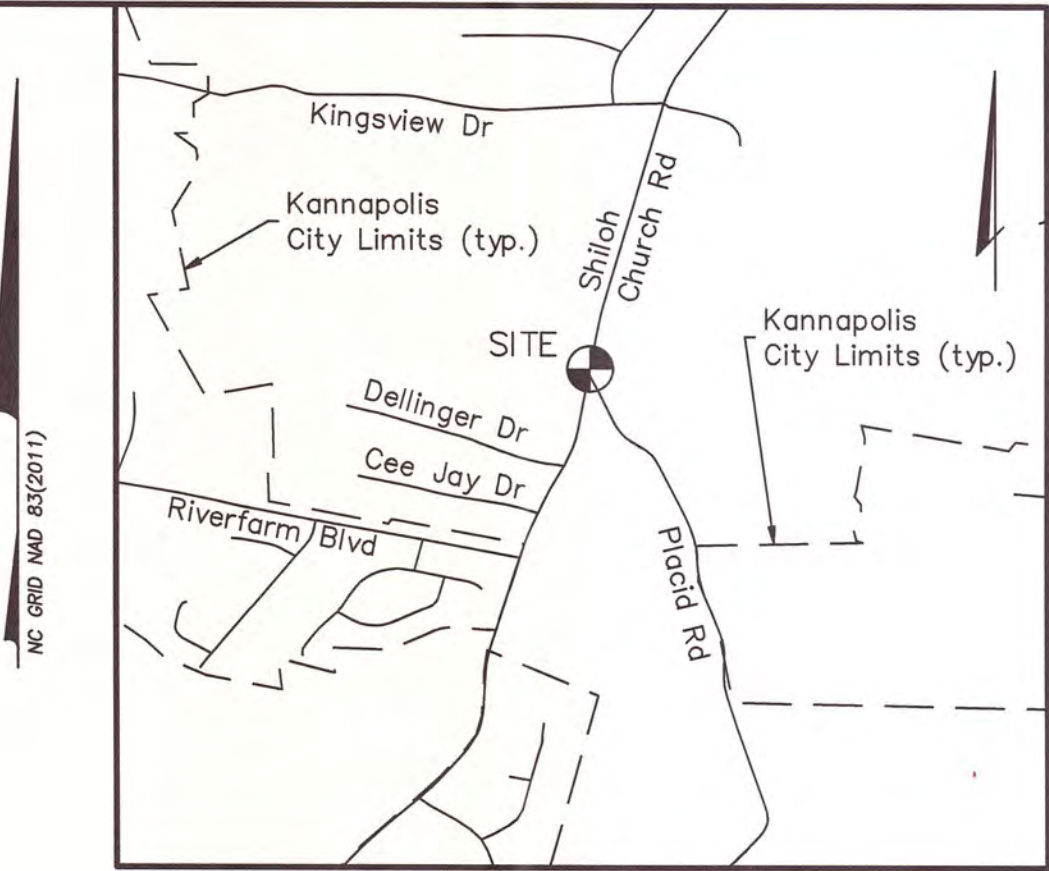 Kingsview Dr
Kannapolis
City Limits (typ.)
Shiloh
Church Rd
SITE
Kannapolis
City Limits (typ.)
Dellinger Dr
Cee Jay Dr
Riverfarm Blvd
Placid Rd
NC GRID NAD 83(2011)